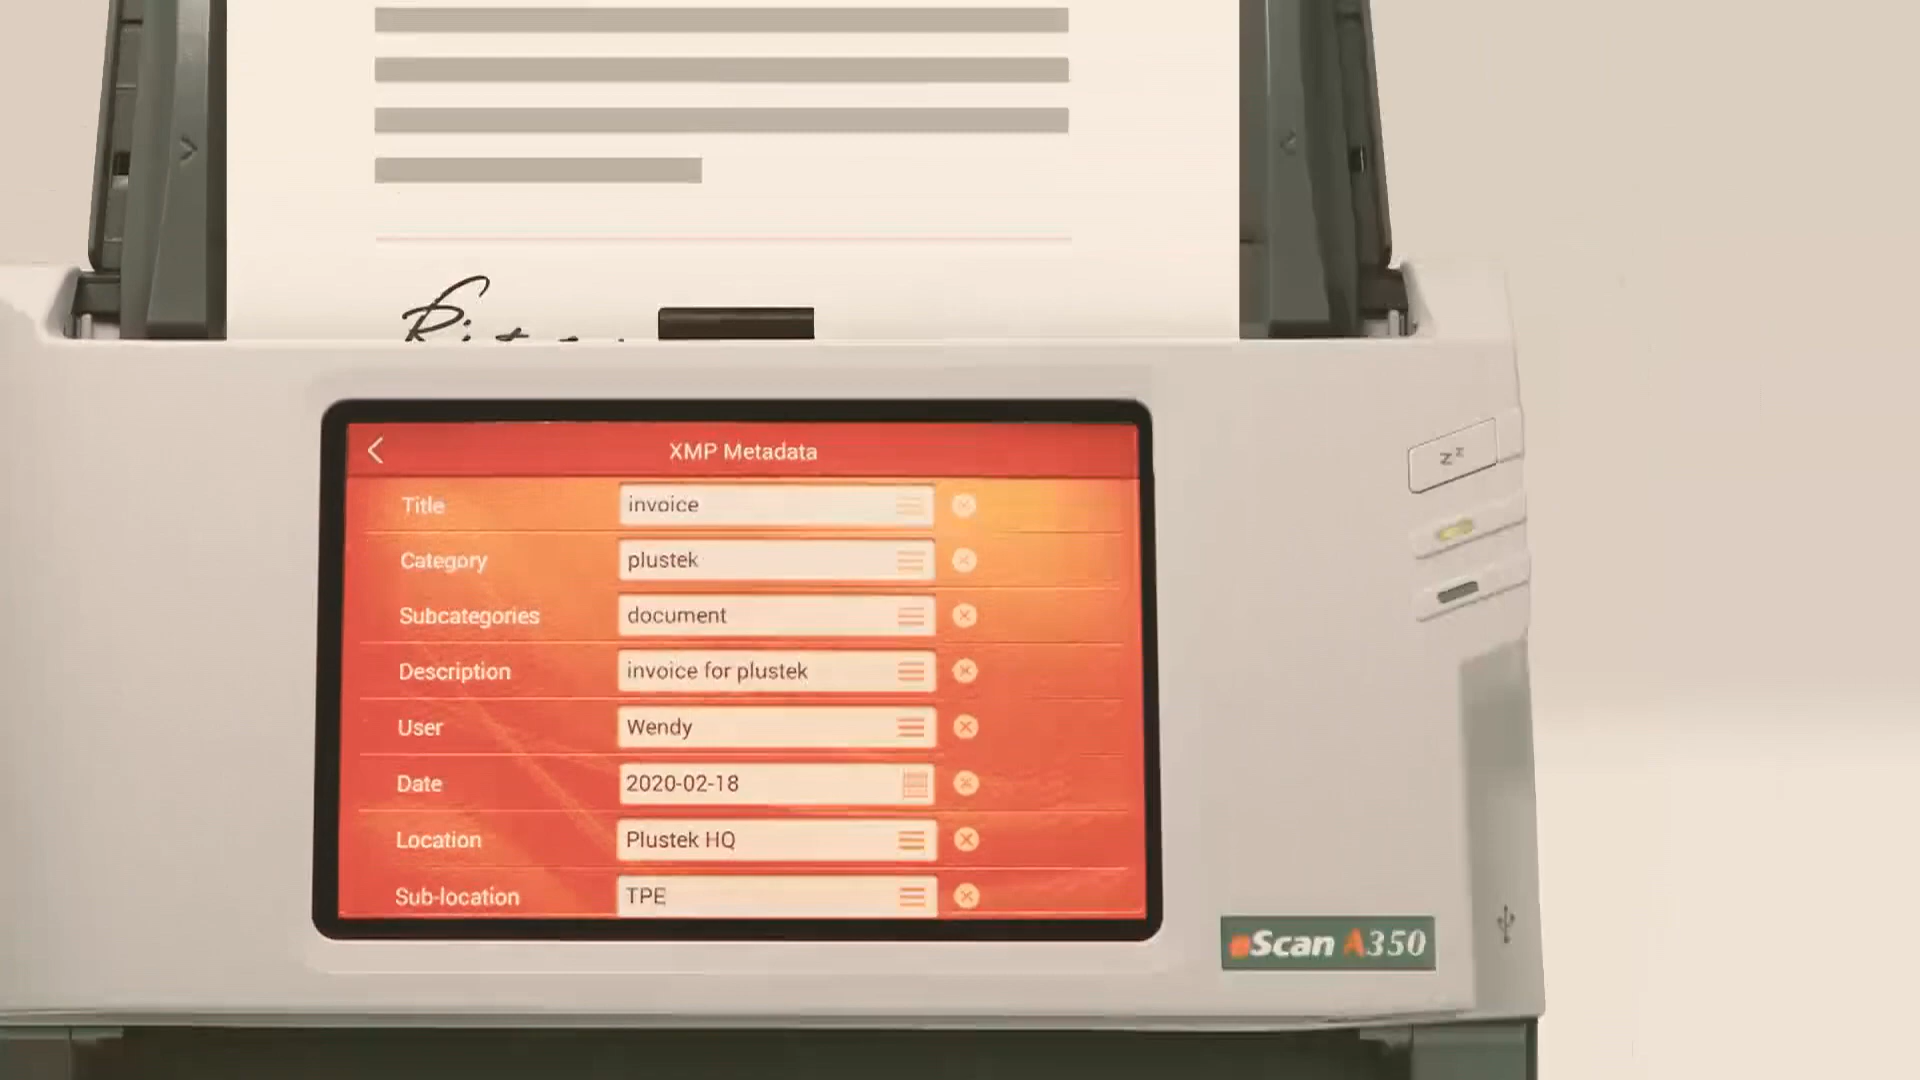 XMP Metadata
Title invoice
Category plustek
Subcategories document
Description invoice for plustek
User Wendy
Date 2020-02-18
Location Plustek HQ
Sub-location TPE
eScan A350